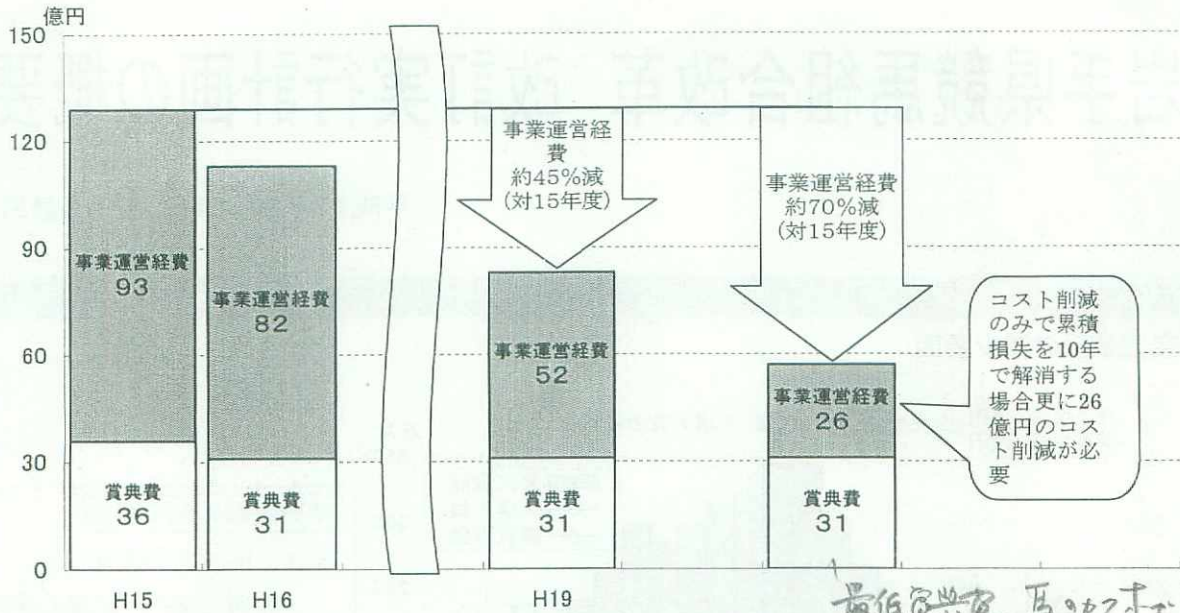 億円
150
120
90
60
30
0
事業運営経費
93
賞典費
36
事業運営経費
82
賞典費
31
事業運営経
費
約45%減
(対15年度)
事業運営経費
52
賞典費
31
事業運営経費
約70%減
(対15年度)
事業運営経費
26
賞典費
31
コスト削減
のみで累積
損失を10年
で解消する
場合更に26
億円のコス
ト削減が必
要
H15
H16
H19